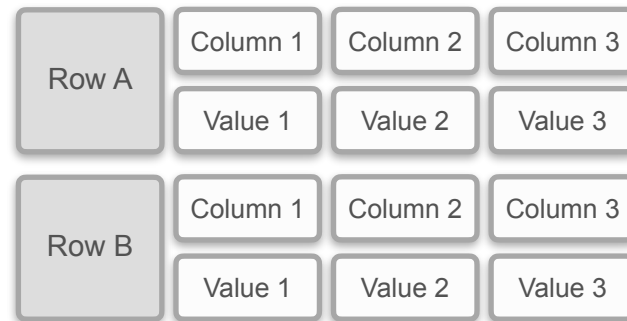 Row A
Column 1 Column 2 Column 3
Value 1 Value 2 Value 3
Row B
Column 1 Column 2 Column 3
Value 1 Value 2 Value 3